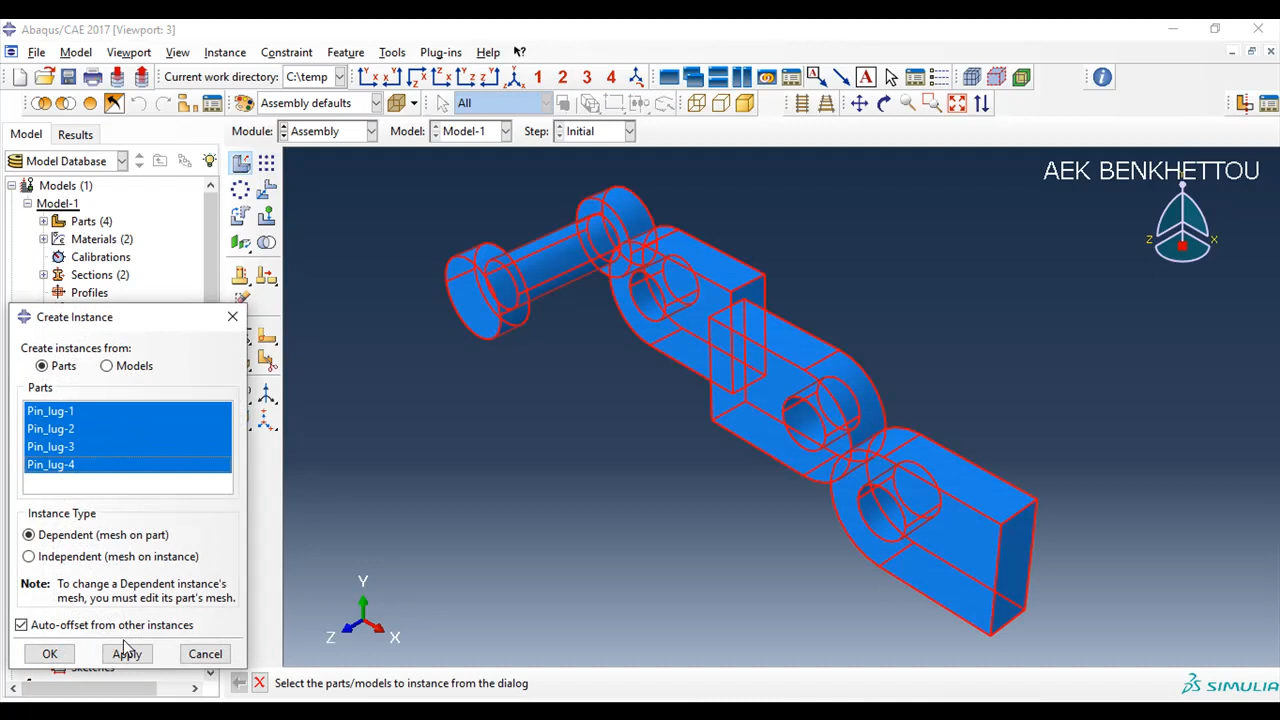 Abaqus/CAE 2017 [Viewport: 3]
File Model Viewport View Instance Constraint Feature Tools Plug-ins Help
Current work directory: C:\temp
1 2 3 4
A
Assembly defaults
All
Model Results
Module: Assembly Model: Model-1 Step: Initial
Model Database
Models (1)
Model-1
Parts (4)
Materials (2)
Calibrations
Sections (2)
Profiles
Create Instance
Create instances from:
Parts Models
Parts
Pin_lug-1
Pin_lug-2
Pin_lug-3
Pin_lug-4
Instance Type
Dependent (mesh on part)
Independent (mesh on instance)
Note: To change a Dependent instance's
mesh, you must edit its part's mesh.
Auto-offset from other instances
OK Apply Cancel
AEK BENKHETTOU
Z X
Y
Z X
Select the parts/models to instance from the dialog
SIMULIA